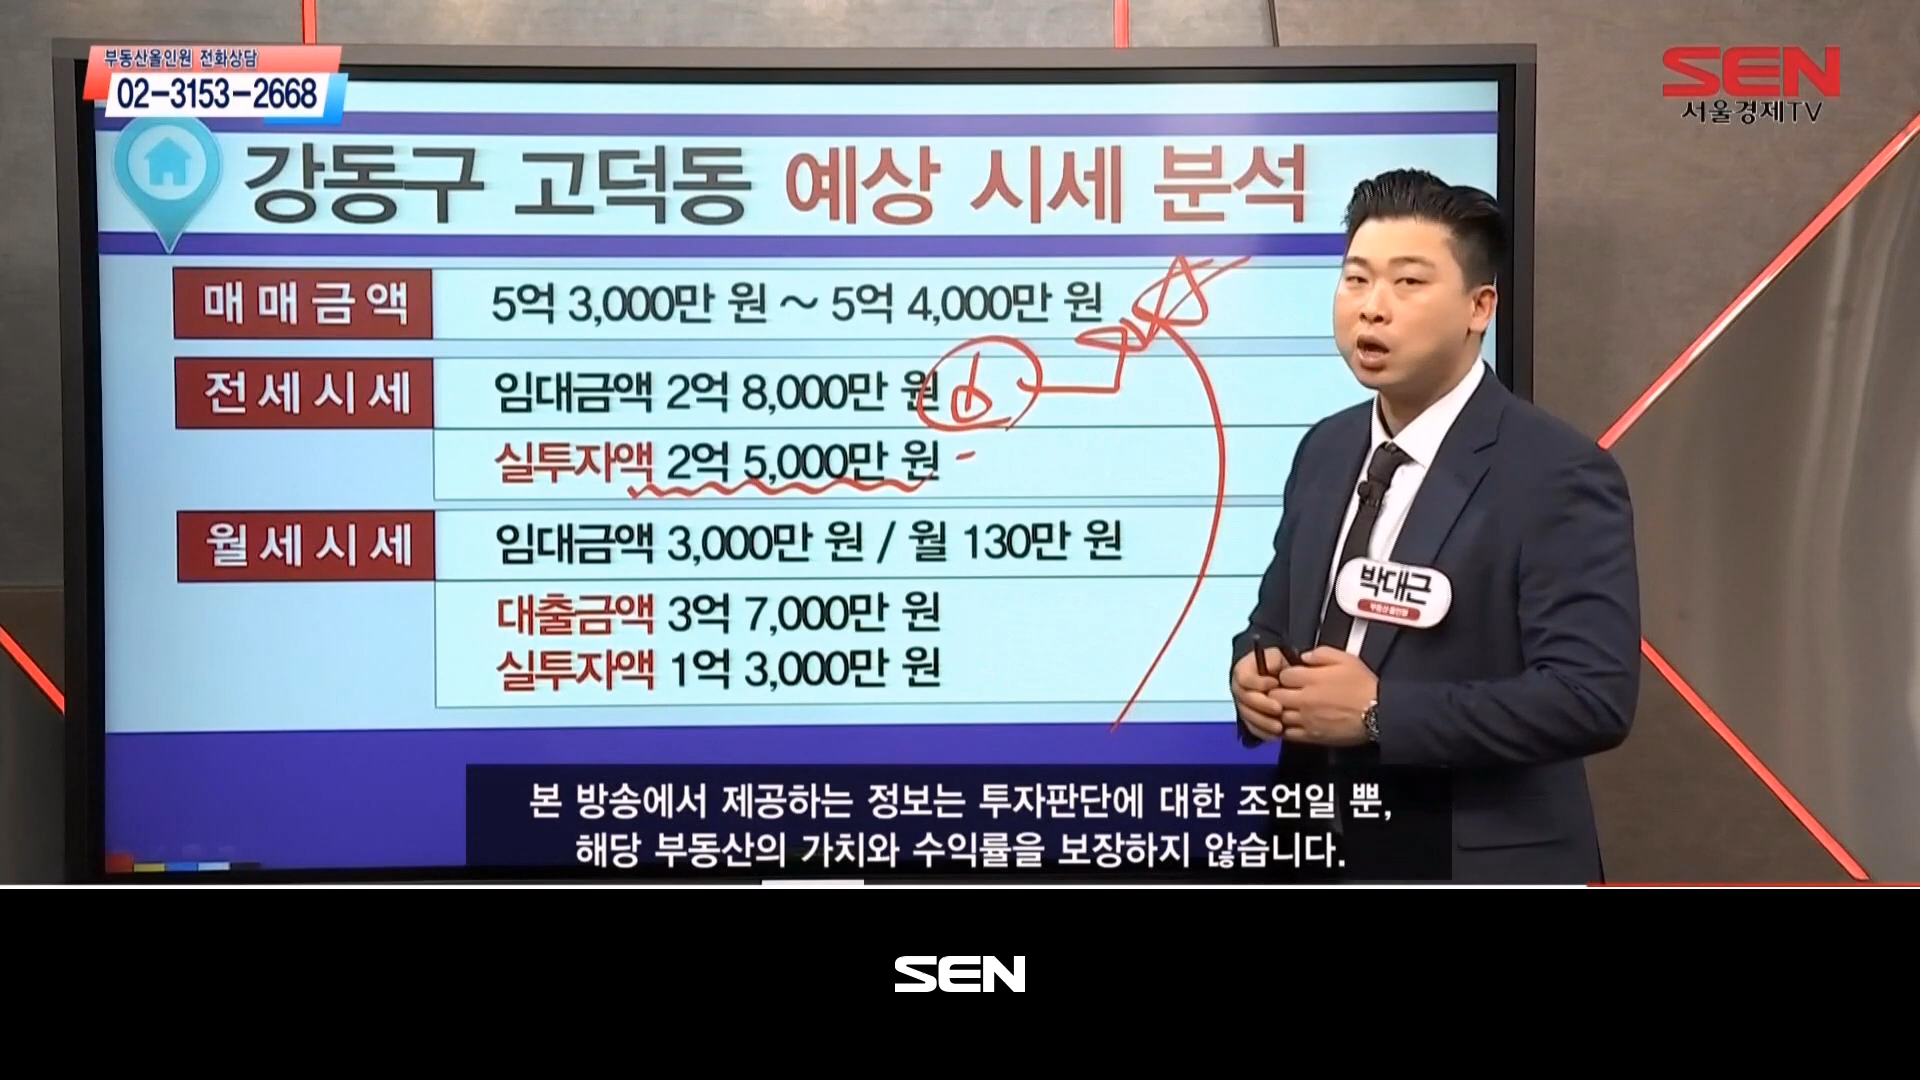 부동산올인원 전화상담
02-3153-2668
SEN
서울경제TV
강동구 고덕동 예상 시세 분석
매매금액 5억 3,000만 원 ~ 5억 4,000만 원
전세시세 임대금액 2억 8,000만 원
실투자액 2억 5,000만 원
월세시세 임대금액 3,000만 원 / 월 130만 원
대출금액 3억 7,000만 원
실투자액 1억 3,000만 원
박대근
부동산 올인원
본 방송에서 제공하는 정보는 투자판단에 대한 조언일 뿐,
해당 부동산의 가치와 수익률을 보장하지 않습니다.
SEN